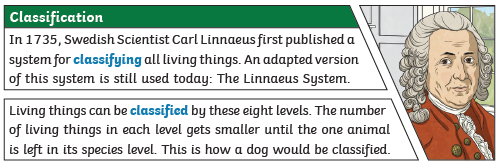 Classification
In 1735, Swedish Scientist Carl Linnaeus first published a
system for classifying all living things. An adapted version
of this system is still used today: The Linnaeus System.
Living things can be classified by these eight levels. The number
of living things in each level gets smaller until the one animal
is left in its species level. This is how a dog would be classified.